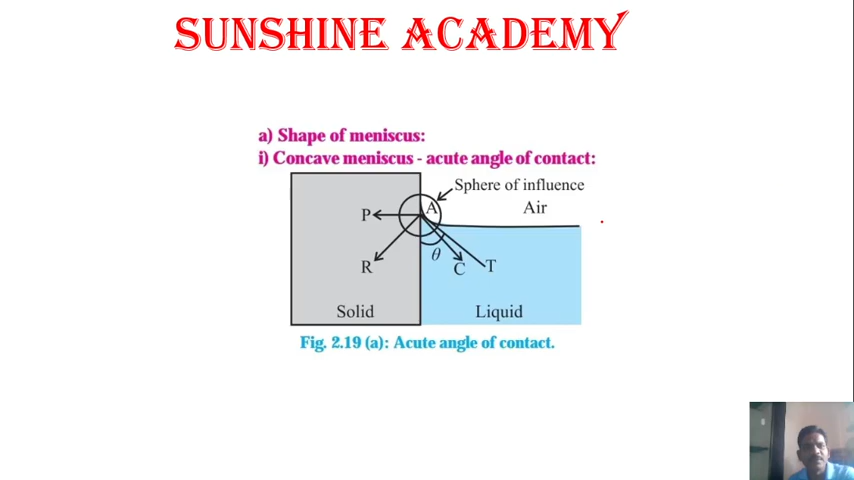 SUNSHINE ACADEMY
a) Shape of meniscus:
i) Concave meniscus - acute angle of contact:
Sphere of influence
A
Air
P
θ
R
C
T
Solid
Liquid
Fig. 2.19 (a): Acute angle of contact.